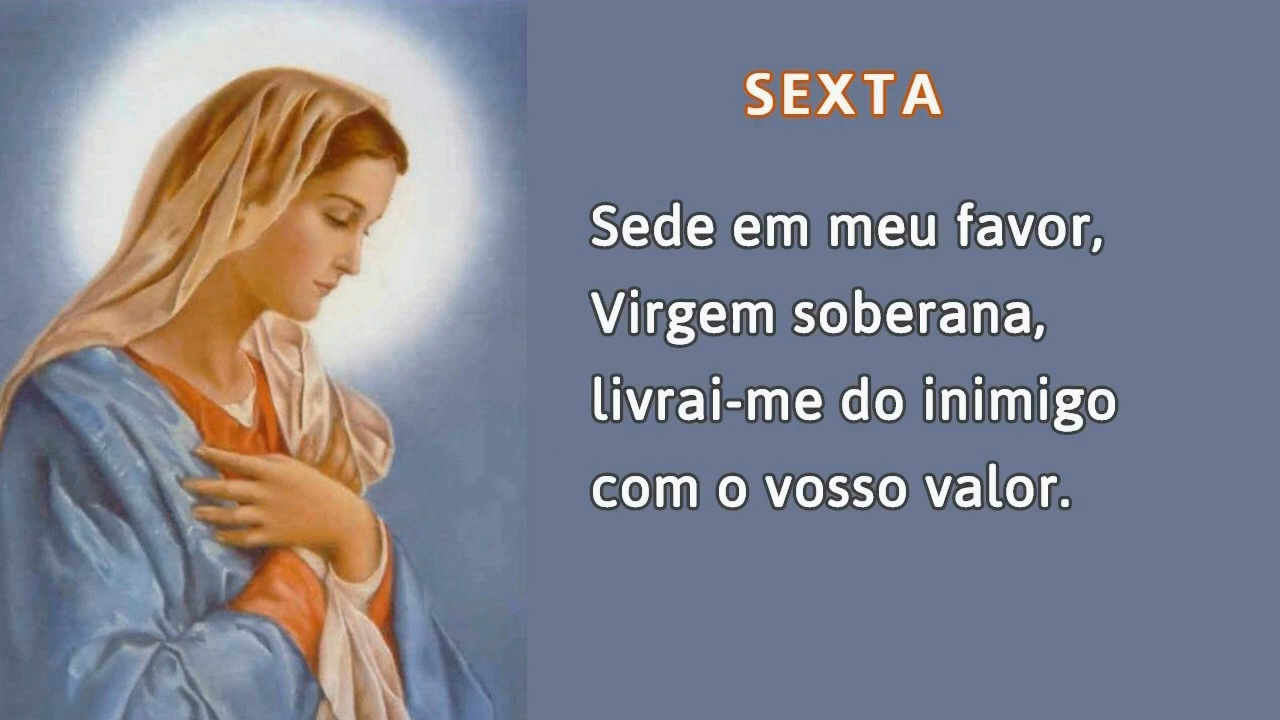 SEXTA
Sede em meu favor,
Virgem soberana,
livrai-me do inimigo
com o vosso valor.